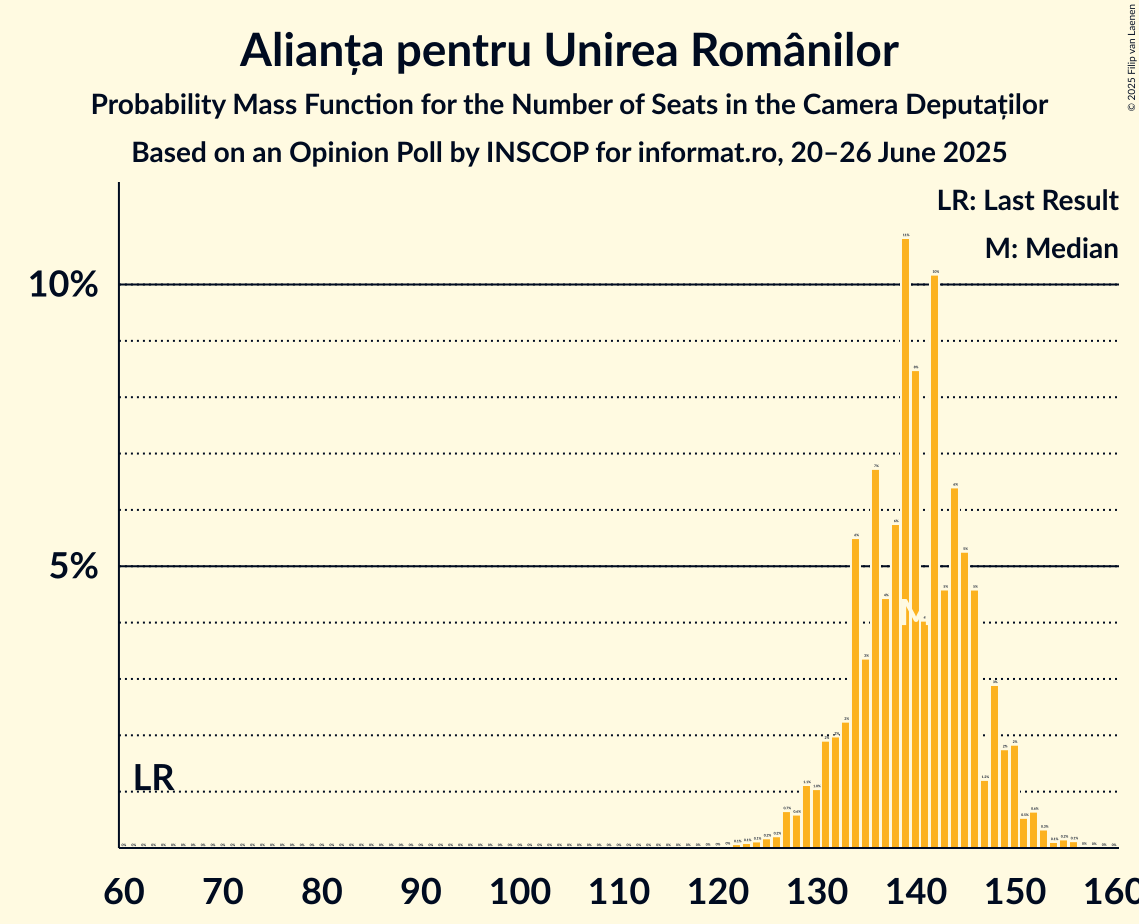 Alianța pentru Unirea Românilor
Probability Mass Function for the Number of Seats in the Camera Deputaților
Based on an Opinion Poll by INSCOP for informat.ro, 20–26 June 2025
© 2025 Filip van Laenen
LR: Last Result
M: Median
10%
5%
LR
M
60 70 80 90 100 110 120 130 140 150 160